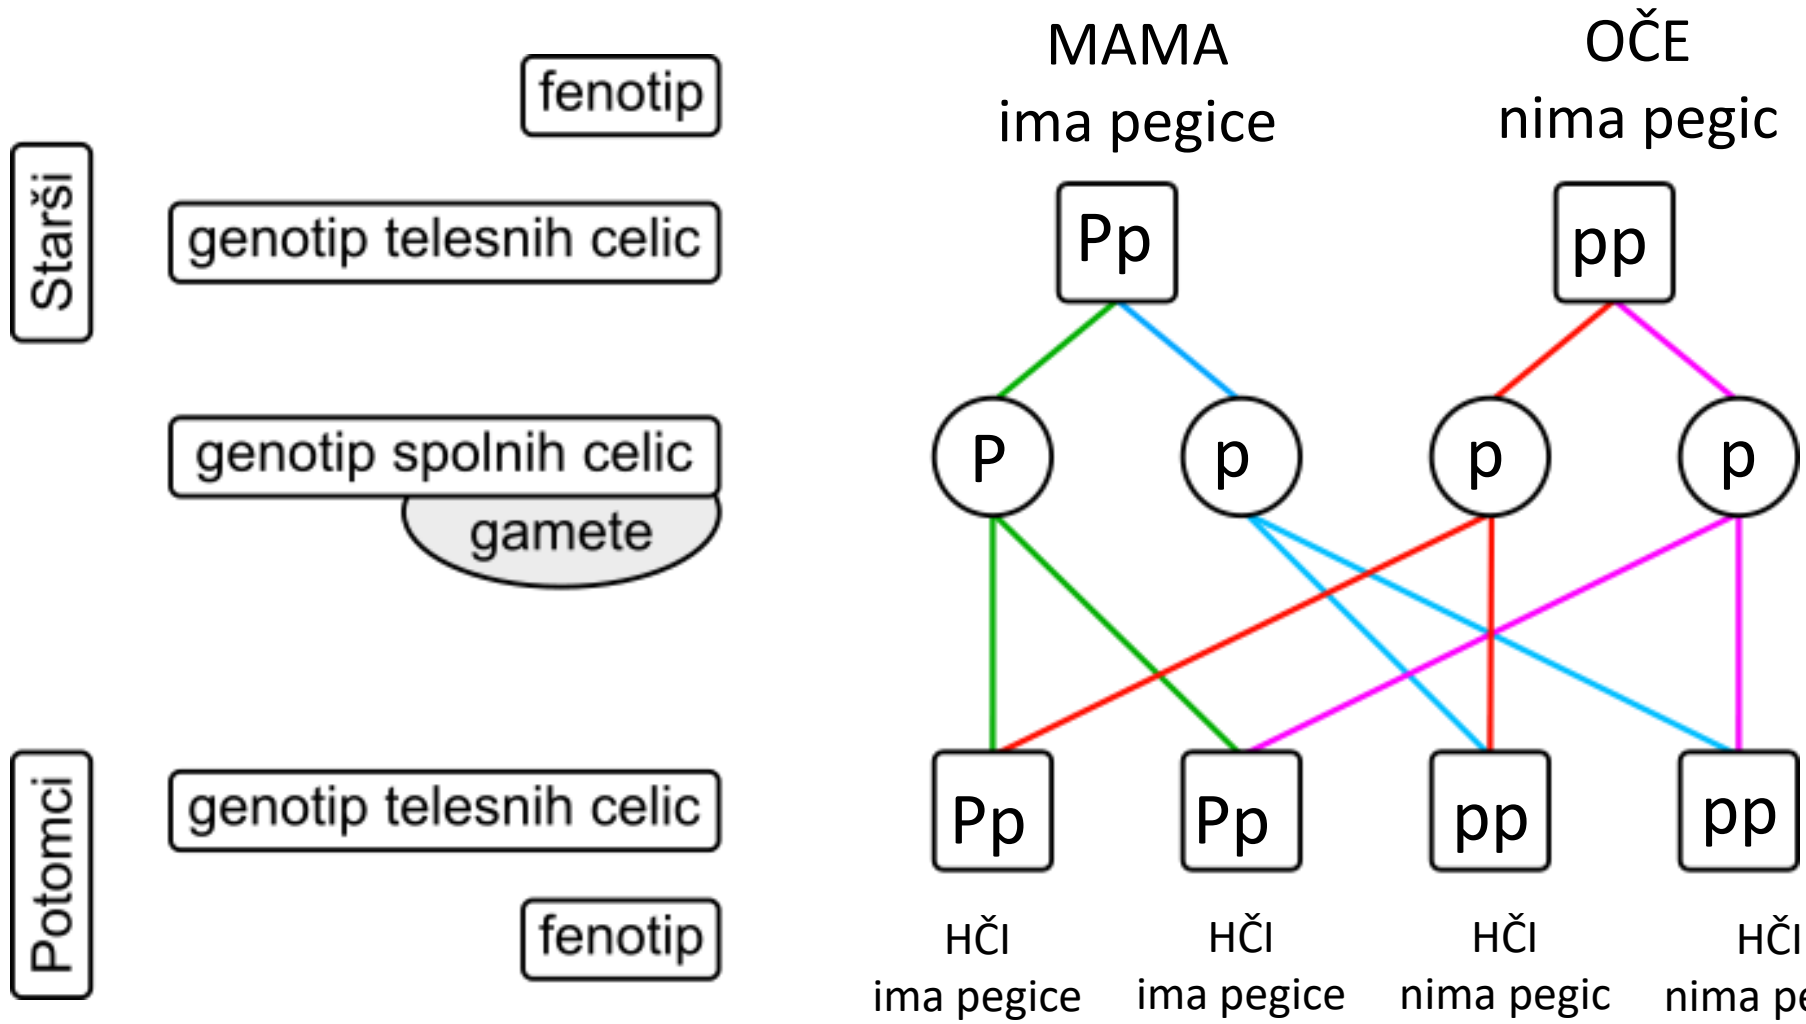 MAMA
OČE
fenotip
ima pegice
nima pegic
Starši
genotip telesnih celic
Pp
pp
genotip spolnih celic
P
p
p
p
gamete
Potomci
genotip telesnih celic
Pp
Pp
pp
pp
fenotip
HČI
HČI
HČI
HČI
ima pegice
ima pegice
nima pegic
nima